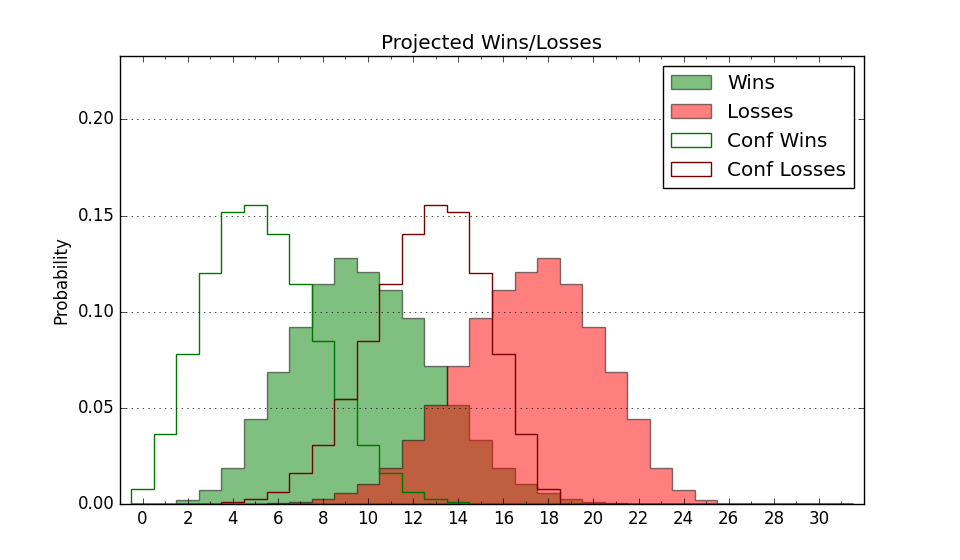 Projected Wins/Losses
Wins
Losses
Conf Wins
Conf Losses
Probability
0.20
0.15
0.10
0.05
0.00
0 2 4 6 8 10 12 14 16 18 20 22 24 26 28 30